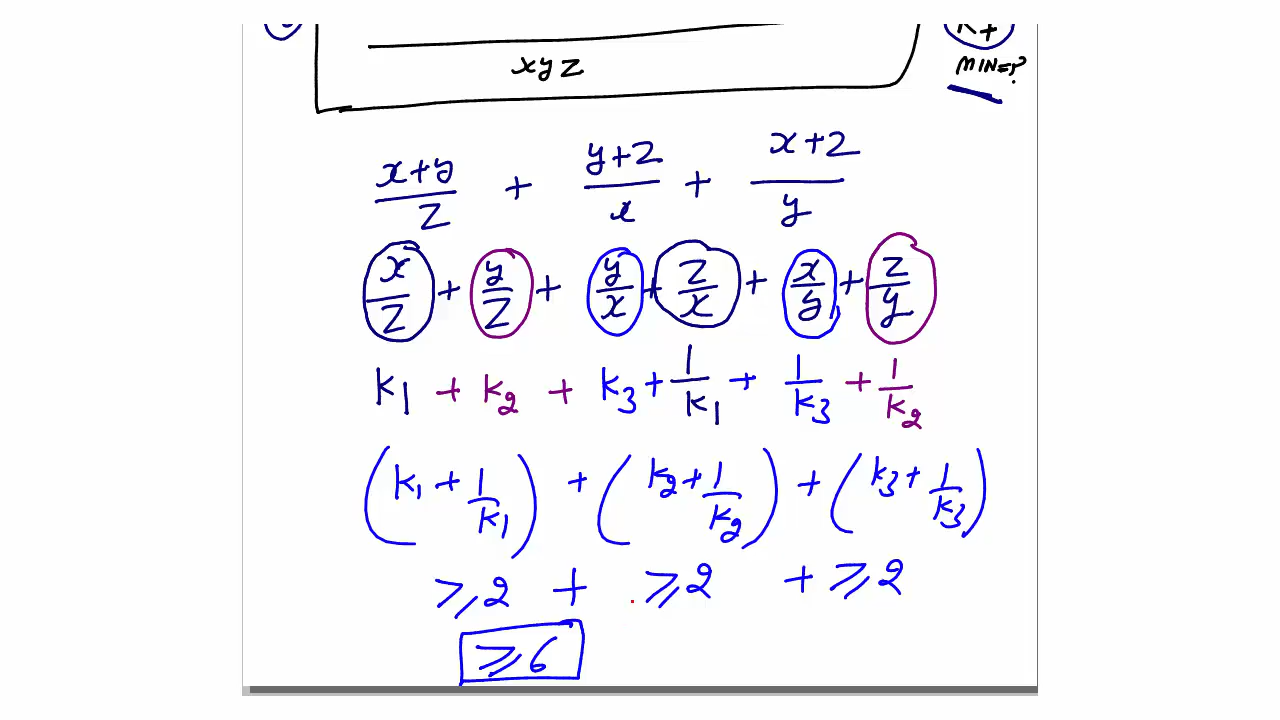 R+
xyz
MIN=?
x+y/z + y+z/x + x+z/y
x/z + y/z + y/x + z/x + x/y + z/y
k1 + k2 + k3 + 1/k1 + 1/k3 + 1/k2
(k1 + 1/k1) + (k2 + 1/k2) + (k3 + 1/k3)
⩾2 + ⩾2 + ⩾2
⩾6